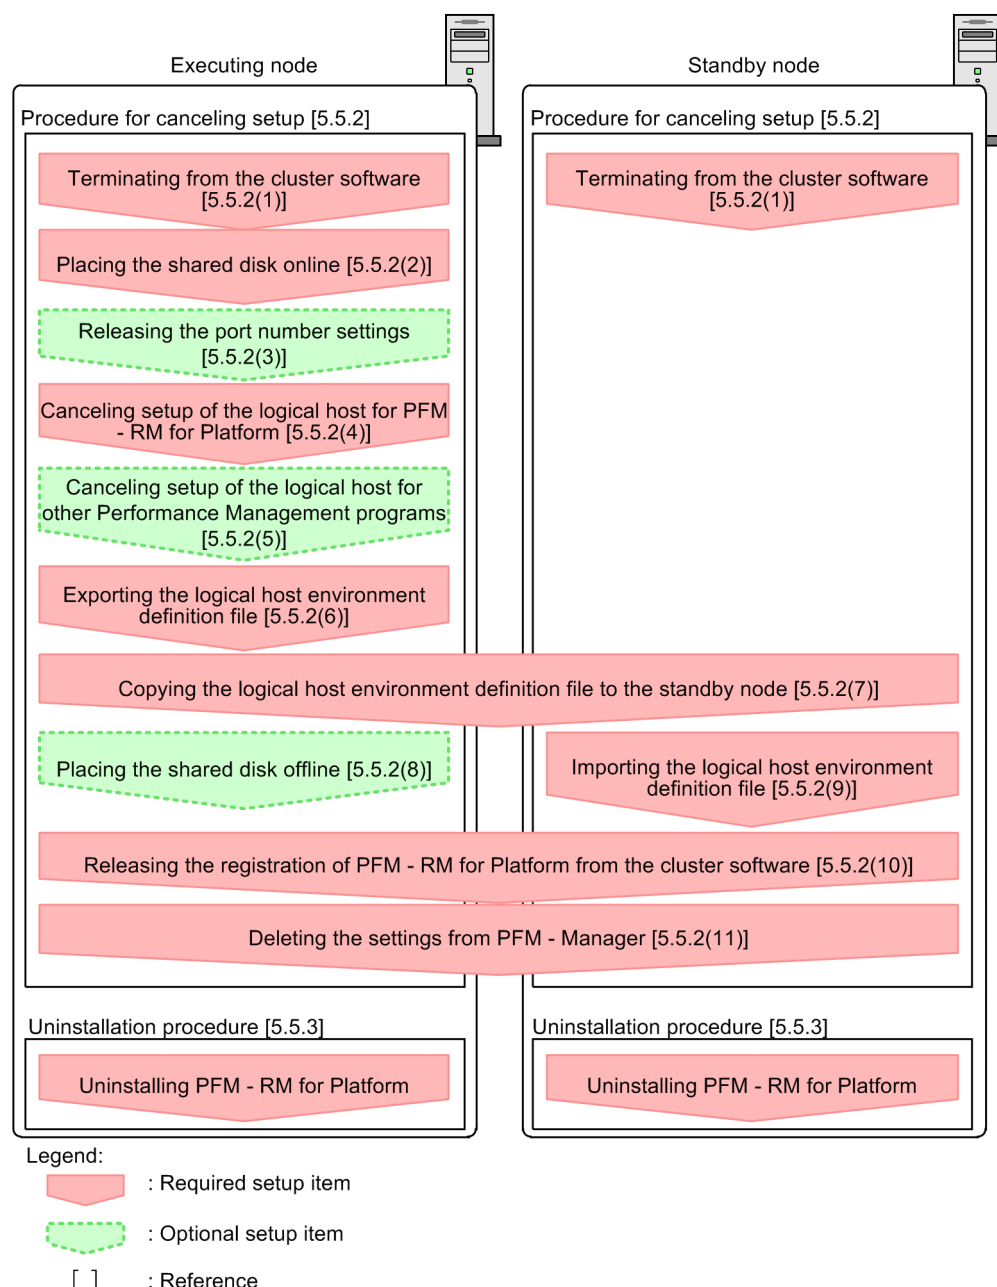 Executing node
Standby node
Procedure for canceling setup [5.5.2]
Procedure for canceling setup [5.5.2]
Terminating from the cluster software
[5.5.2(1)]
Terminating from the cluster software
[5.5.2(1)]
Placing the shared disk online [5.5.2(2)]
Releasing the port number settings
[5.5.2(3)]
Canceling setup of the logical host for PFM
- RM for Platform [5.5.2(4)]
Canceling setup of the logical host for
other Performance Management programs
[5.5.2(5)]
Exporting the logical host environment
definition file [5.5.2(6)]
Copying the logical host environment definition file to the standby node [5.5.2(7)]
Placing the shared disk offline [5.5.2(8)]
Importing the logical host environment
definition file [5.5.2(9)]
Releasing the registration of PFM - RM for Platform from the cluster software [5.5.2(10)]
Deleting the settings from PFM - Manager [5.5.2(11)]
Uninstallation procedure [5.5.3]
Uninstallation procedure [5.5.3]
Uninstalling PFM - RM for Platform
Uninstalling PFM - RM for Platform
Legend:
: Required setup item
: Optional setup item
[ ] : Reference